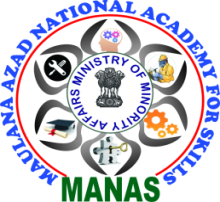 MAULANA AZAD NATIONAL ACADEMY FOR SKILLS
MINISTRY OF MINORITY AFFAIRS
MANAS